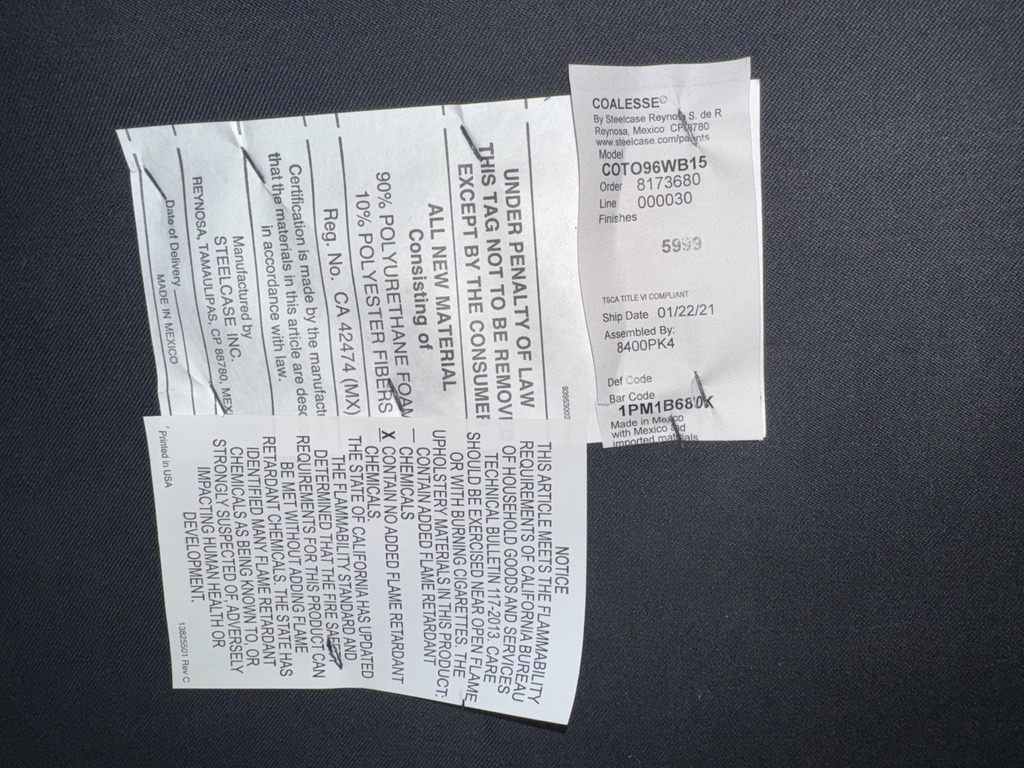 COALESSE®
By Steelcase Reynosa S. de R
Reynosa, Mexico CP 8780
www.steelcase.com/patents
Model
COTO96WB15
Order 8173680
Line 000030
Finishes
5999
TSCA TITLE VI COMPLIANT
Ship Date 01/22/21
Assembled By:
8400PK4
Def Code
Bar Code
1PM1B680K
Made in Mexico
with Mexico and
imported materials
93953002
UNDER PENALTY OF LAW
THIS TAG NOT TO BE REMOV
EXCEPT BY THE CONSUMER
ALL NEW MATERIAL
Consisting of
90% POLYURETHANE FOAM
10% POLYESTER FIBERS
Reg. No. CA 42474 (MX)
Certification is made by the manufact
that the materials in this article are desc
in accordance with law.
Manufactured by
STEELCASE INC.
REYNOSA, TAMAULIPAS, CP 88780, MEX
Date of Delivery
MADE IN MEXICO
NOTICE
THIS ARTICLE MEETS THE FLAMMABILITY
REQUIREMENTS OF CALIFORNIA BUREAU
OF HOUSEHOLD GOODS AND SERVICES
TECHNICAL BULLETIN 117-2013. CARE
SHOULD BE EXERCISED NEAR OPEN FLAME
OR WITH BURNING CIGARETTES. THE
UPHOLSTERY MATERIALS IN THIS PRODUCT:
_ CONTAIN ADDED FLAME RETARDANT
CHEMICALS
X CONTAIN NO ADDED FLAME RETARDANT
CHEMICALS.
THE STATE OF CALIFORNIA HAS UPDATED
THE FLAMMABILITY STANDARD AND
DETERMINED THAT THE FIRE SAFETY
REQUIREMENTS FOR THIS PRODUCT CAN
BE MET WITHOUT ADDING FLAME
RETARDANT CHEMICALS. THE STATE HAS
IDENTIFIED MANY FLAME RETARDANT
CHEMICALS AS BEING KNOWN TO, OR
STRONGLY SUSPECTED OF, ADVERSELY
IMPACTING HUMAN HEALTH OR
DEVELOPMENT.
Printed in USA
13825501 Rev C